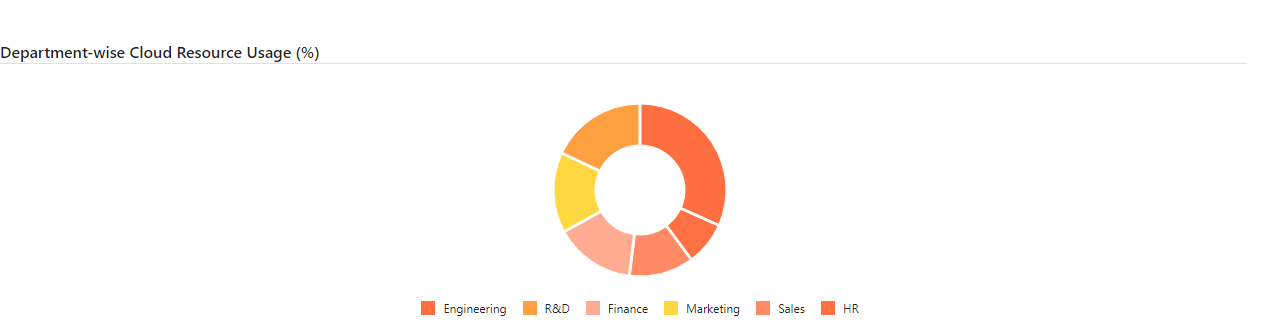 Department-wise Cloud Resource Usage (%)
Engineering R&D Finance Marketing Sales HR